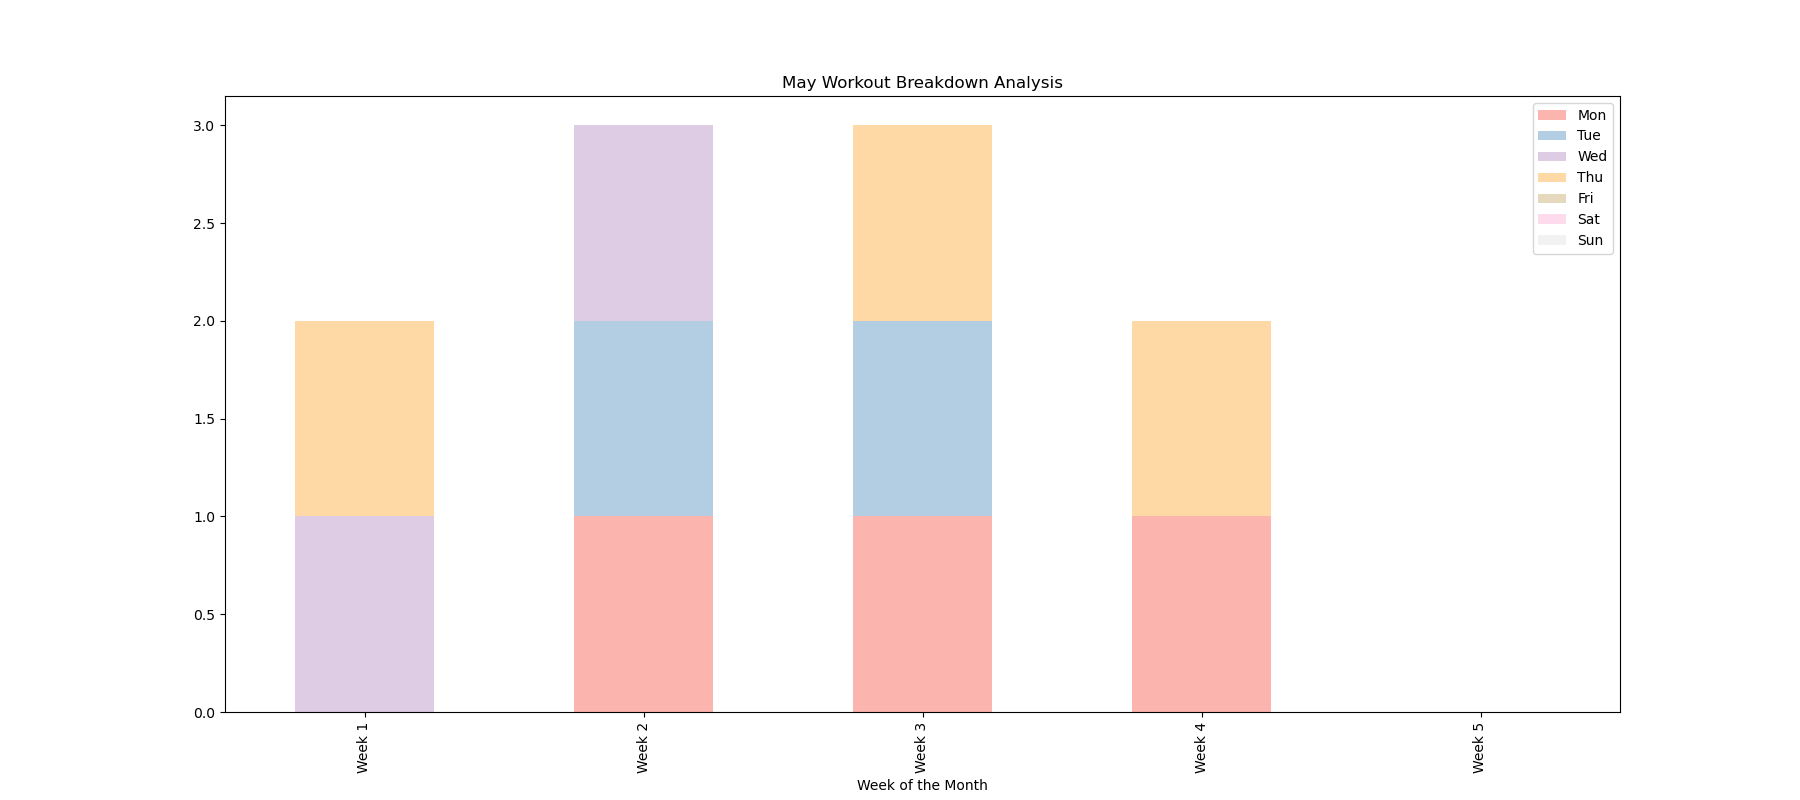 May Workout Breakdown Analysis
3.0
2.5
2.0
1.5
1.0
0.5
0.0
Mon
Tue
Wed
Thu
Fri
Sat
Sun
Week 1
Week 2
Week 3
Week 4
Week 5
Week of the Month